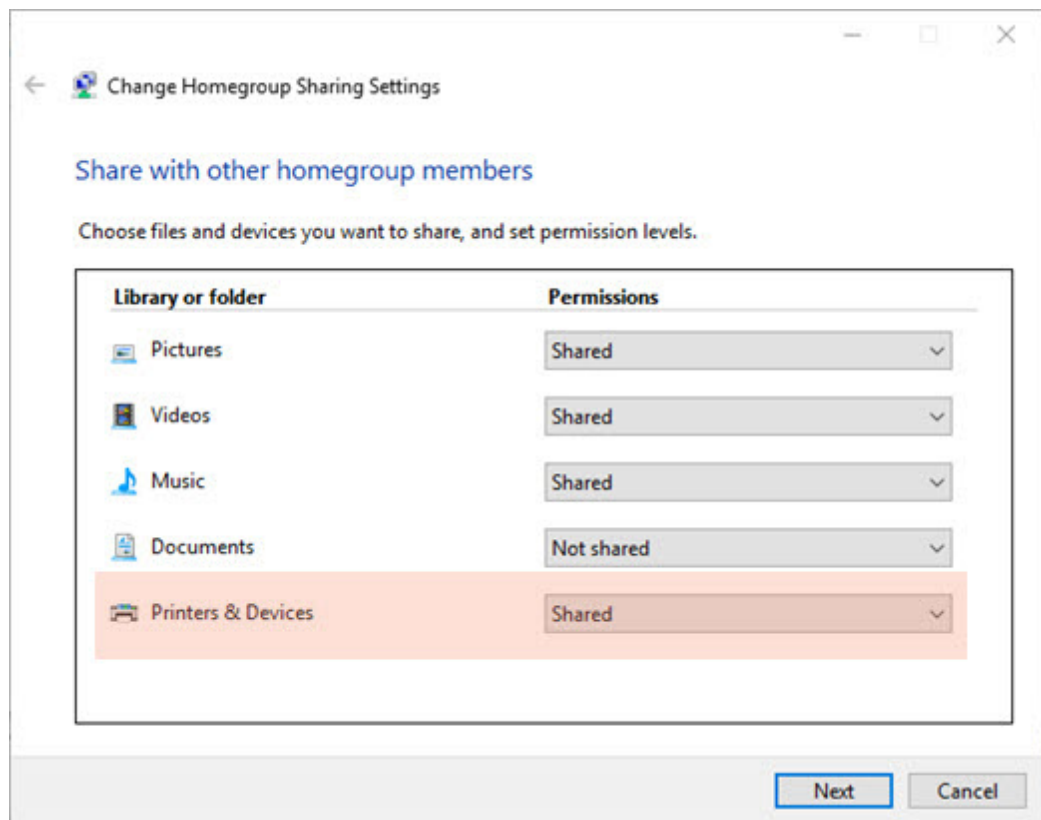 Change Homegroup Sharing Settings
Share with other homegroup members
Choose files and devices you want to share, and set permission levels.
Library or folder Permissions
Pictures Shared
Videos Shared
Music Shared
Documents Not shared
Printers & Devices Shared
Next Cancel